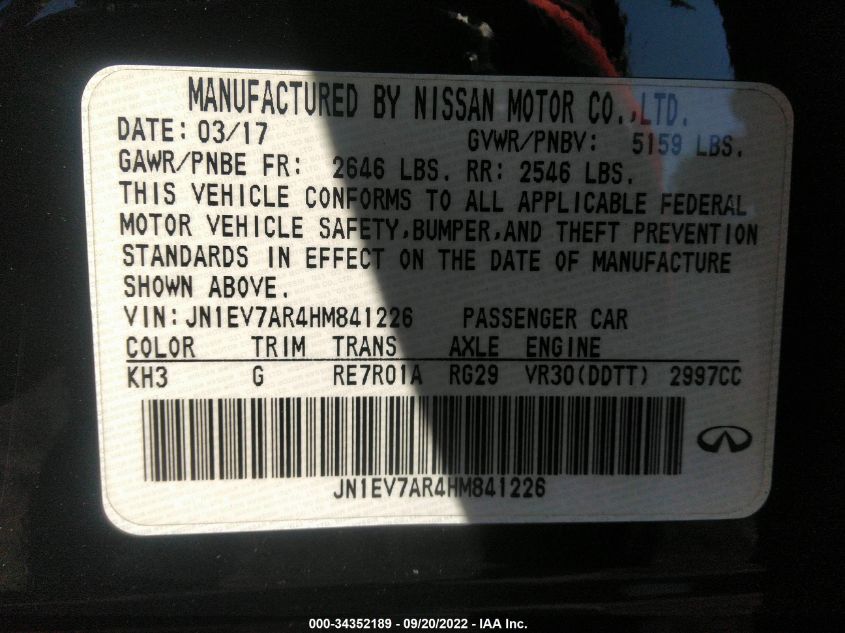 MANUFACTURED BY NISSAN MOTOR CO.,LTD.
DATE: 03/17 GVWR/PNBV: 5159 LBS.
GAWR/PNBE FR: 2646 LBS. RR: 2546 LBS.
THIS VEHICLE CONFORMS TO ALL APPLICABLE FEDERAL
MOTOR VEHICLE SAFETY,BUMPER,AND THEFT PREVENTION
STANDARDS IN EFFECT ON THE DATE OF MANUFACTURE
SHOWN ABOVE.
VIN:JN1EV7AR4HM841226 PASSENGER CAR
COLOR TRIM TRANS AXLE ENGINE
KH3 G RE7R01A RG29 VR30(DDTT) 2997CC
JN1EV7AR4HM841226
000-34352189 - 09/20/2022 - IAA Inc.